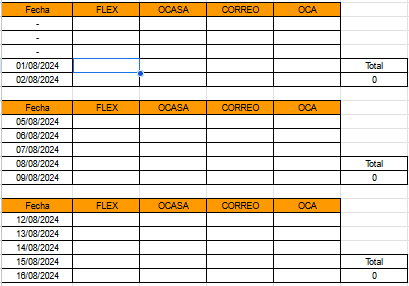 Fecha FLEX OCASA CORREO OCA
-
-
-
01/08/2024 Total
02/08/2024 0
Fecha FLEX OCASA CORREO OCA
05/08/2024
06/08/2024
07/08/2024
08/08/2024 Total
09/08/2024 0
Fecha FLEX OCASA CORREO OCA
12/08/2024
13/08/2024
14/08/2024
15/08/2024 Total
16/08/2024 0